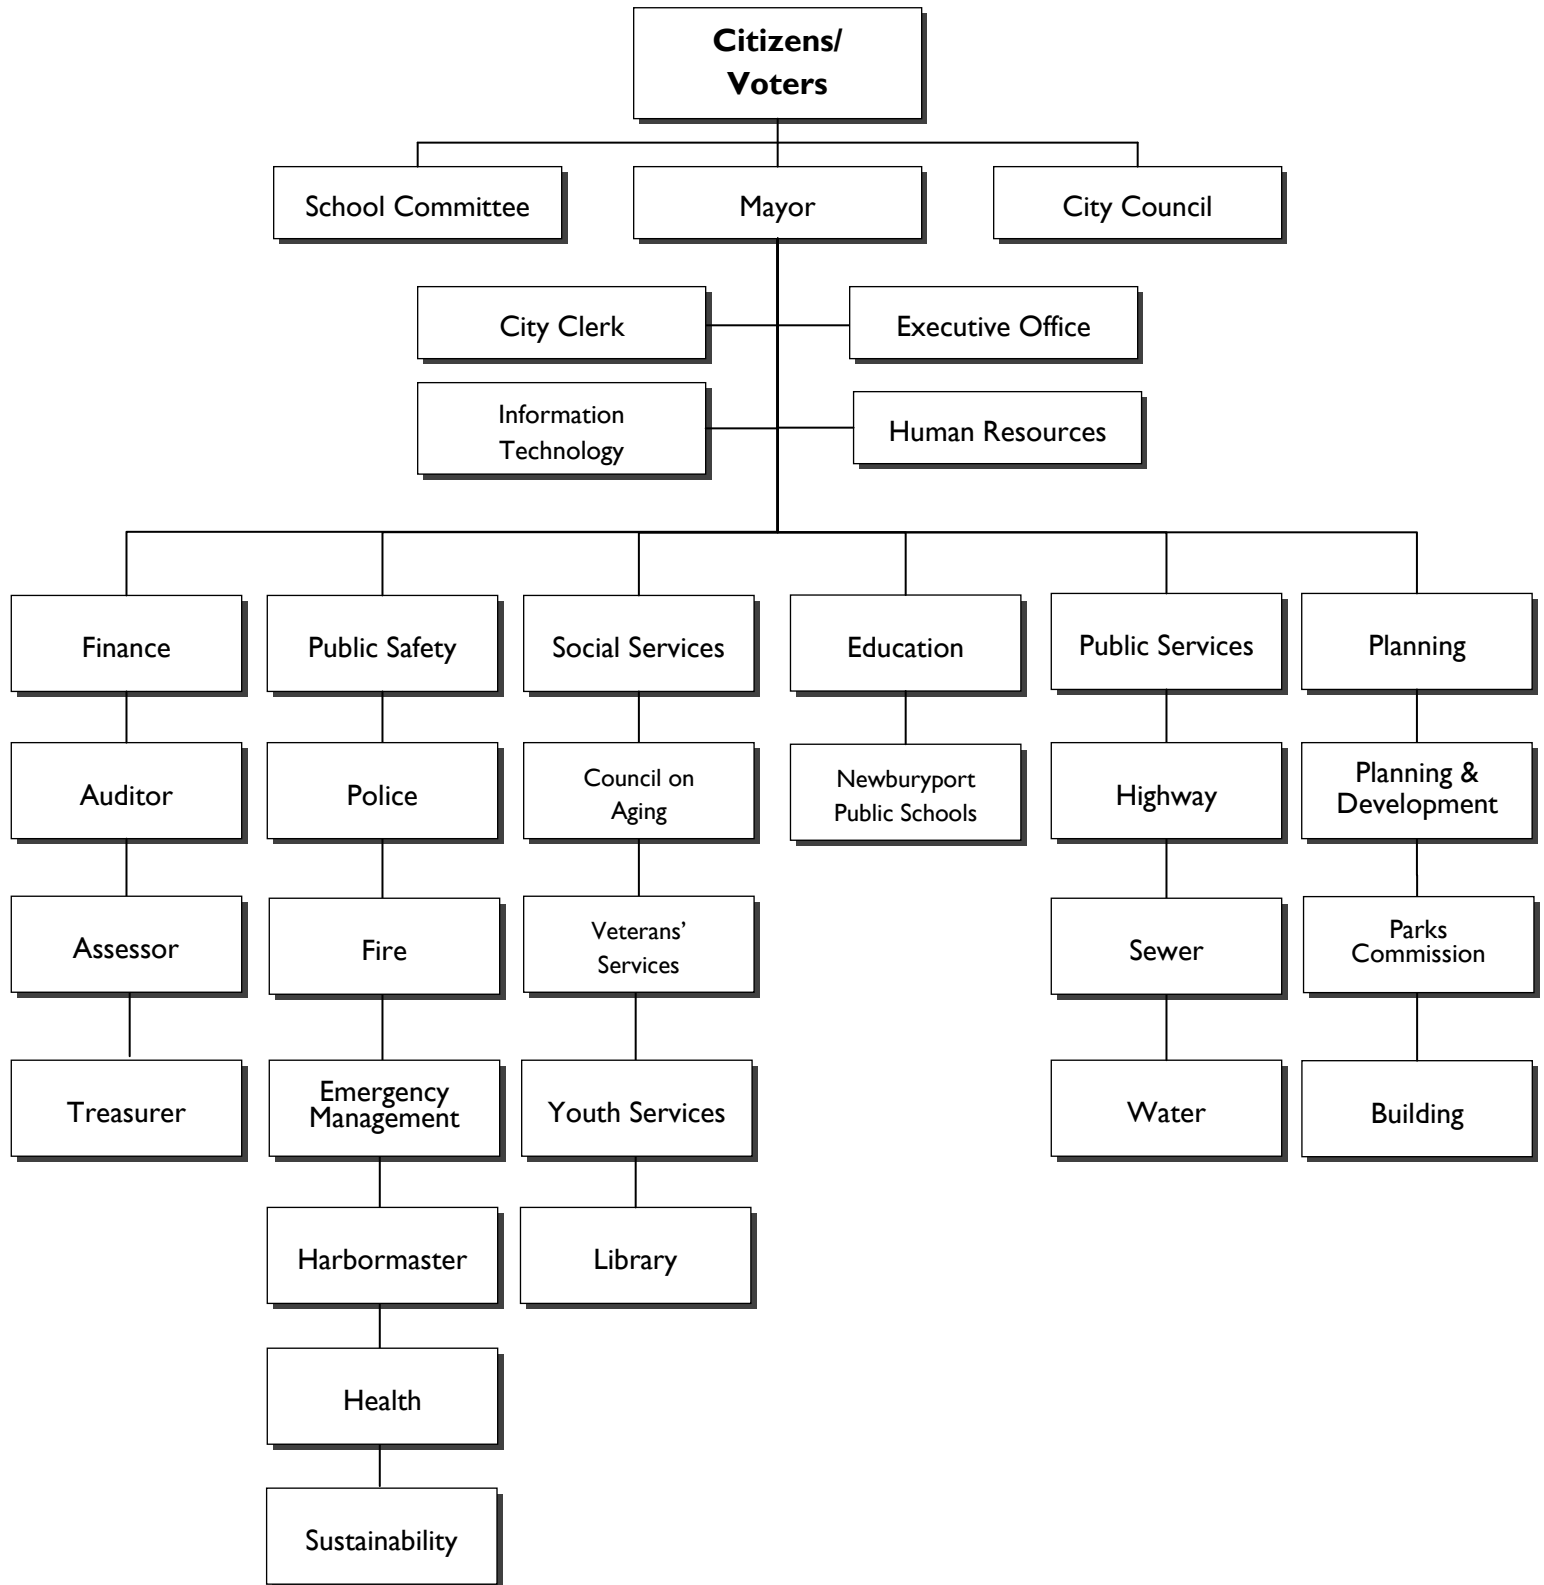 Citizens/
Voters
School Committee
Mayor
City Council
City Clerk
Executive Office
Information
Technology
Human Resources
Finance
Public Safety
Social Services
Education
Public Services
Planning
Auditor
Police
Council on
Aging
Newburyport
Public Schools
Highway
Planning &
Development
Assessor
Fire
Veterans’
Services
Sewer
Parks
Commission
Treasurer
Emergency
Management
Youth Services
Water
Building
Harbormaster
Library
Health
Sustainability